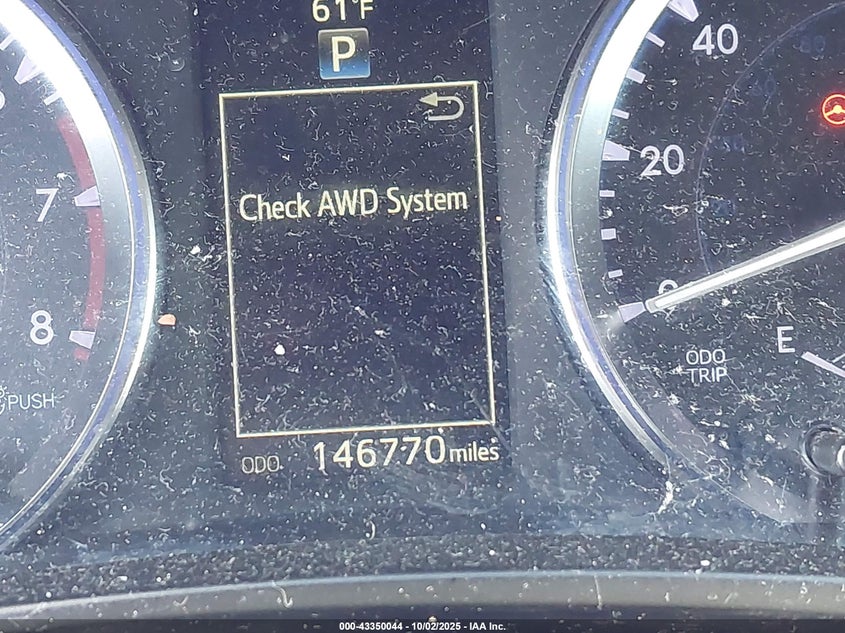 61°F
P
40
20
0
7
8
Check AWD System
E
ODO
TRIP
PUSH
ODO 146770 miles
000-43350044 - 10/02/2025 - IAA Inc.